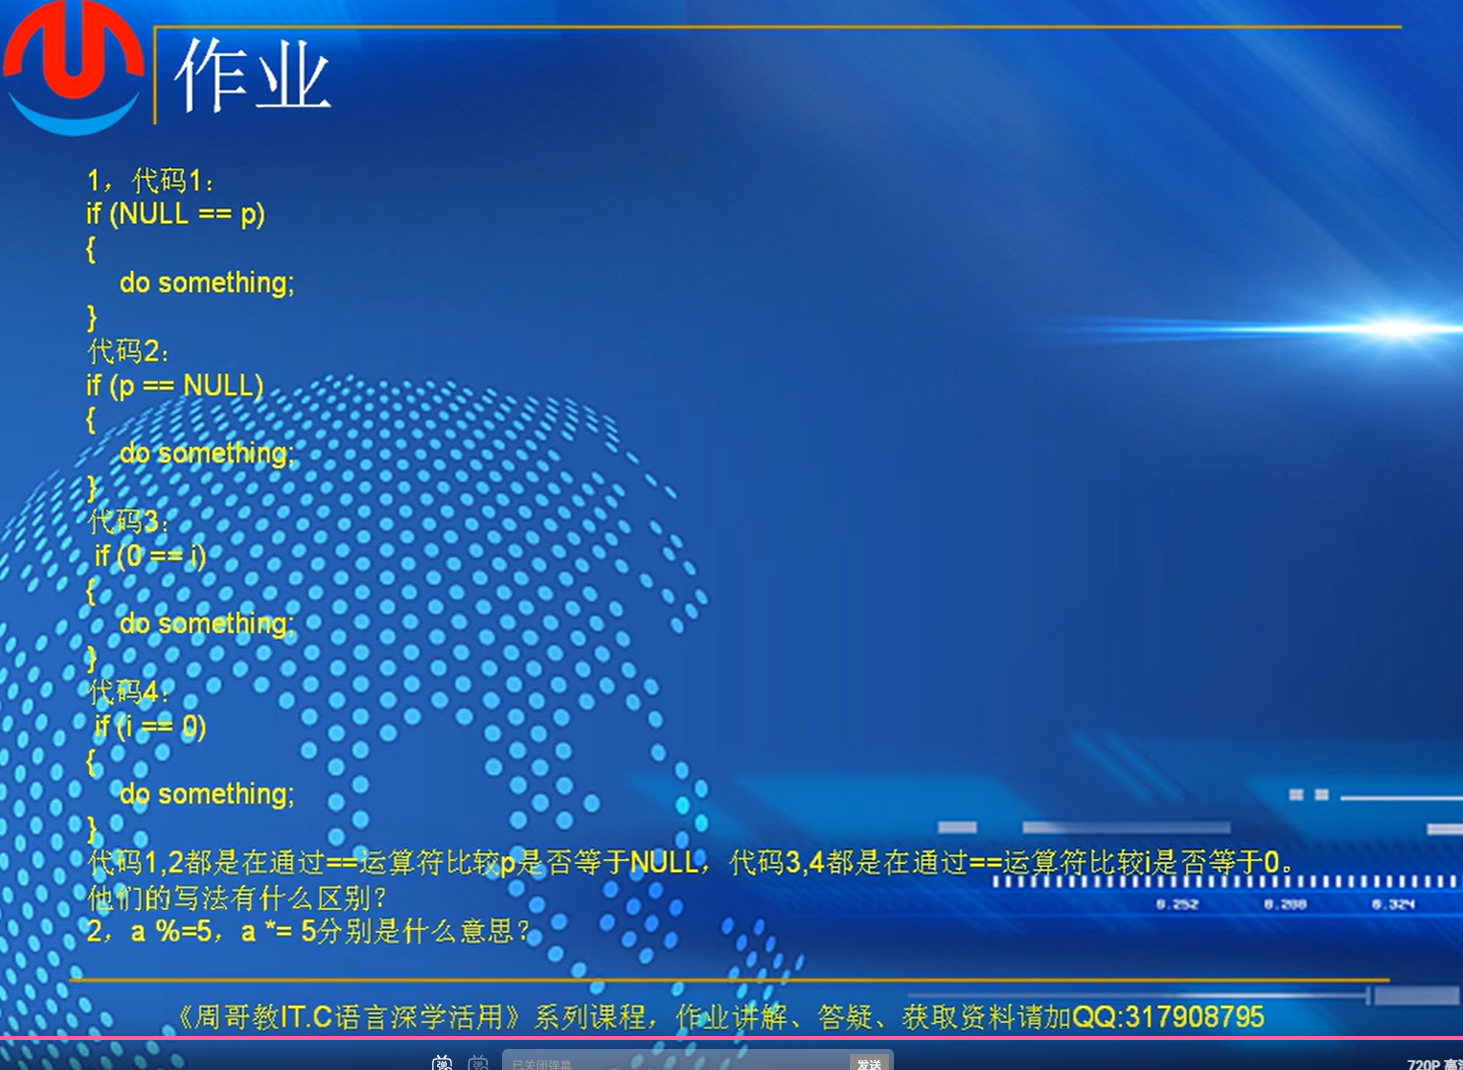 作业
1，代码1：
if (NULL == p)
{
do something;
}
代码2：
if (p == NULL)
{
do something;
}
代码3：
if (0 == i)
{
do something;
}
代码4：
if (i == 0)
{
do something;
}
代码1,2都是在通过==运算符比较p是否等于NULL，代码3,4都是在通过==运算符比较i是否等于0。
他们的写法有什么区别？
2，a %=5，a *= 5分别是什么意思？
0.252 0.288 0.324
《周哥教IT.C语言深学活用》系列课程，作业讲解、答疑、获取资料请加QQ:317908795
已关闭弹幕 发送 720P 高清